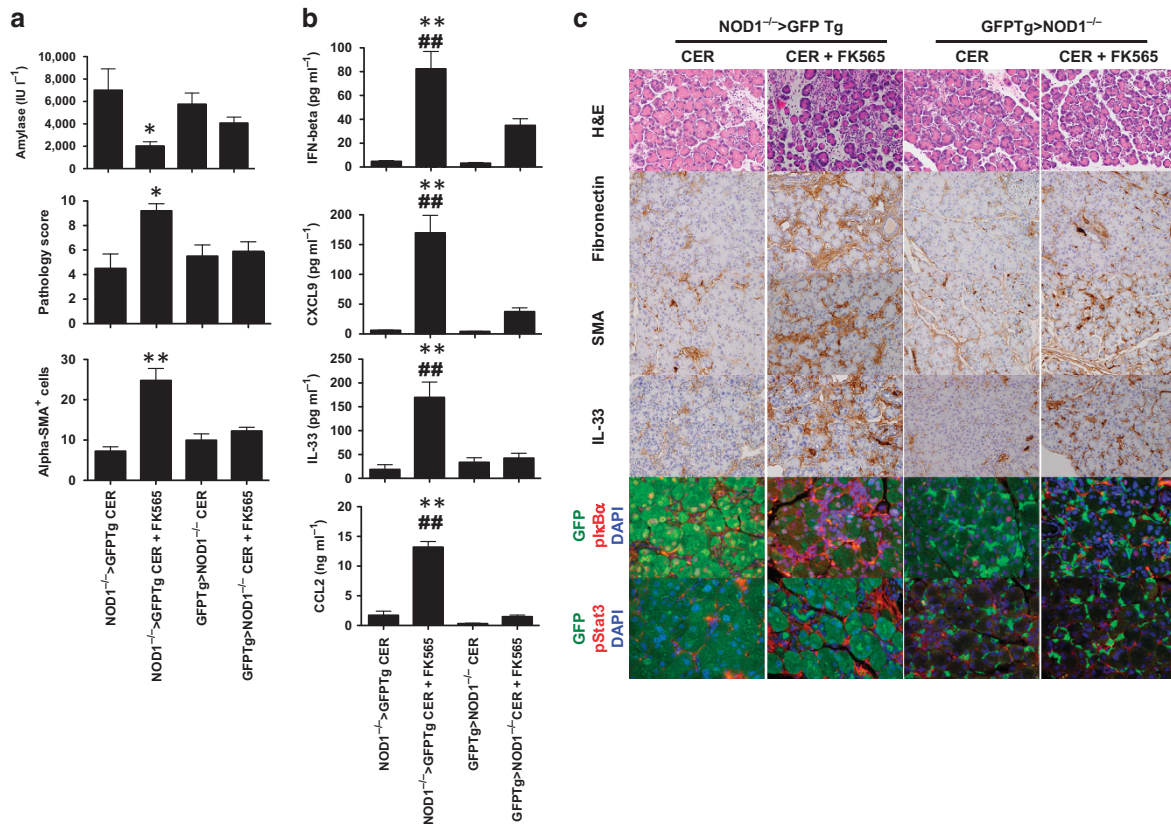 a
Amylase (IU l⁻¹)
10,000
8,000
6,000
4,000
2,000
0
*
Pathology score
10
8
6
4
2
0
*
Alpha-SMA⁺ cells
30
20
10
0
**
NOD1⁻/⁻>GFPTg CER
NOD1⁻/⁻>GFPTg CER + FK565
GFPTg>NOD1⁻/⁻ CER
GFPTg>NOD1⁻/⁻ CER + FK565
b
IFN-beta (pg ml⁻¹)
100
80
60
40
20
0
**
##
CXCL9 (pg ml⁻¹)
200
150
100
50
0
**
##
IL-33 (pg ml⁻¹)
250
200
150
100
50
0
**
##
CCL2 (ng ml⁻¹)
20
15
10
5
0
**
##
NOD1⁻/⁻>GFPTg CER
NOD1⁻/⁻>GFPTg CER + FK565
GFPTg>NOD1⁻/⁻ CER
GFPTg>NOD1⁻/⁻CER + FK565
c
NOD1⁻/⁻>GFP Tg
GFPTg>NOD1⁻/⁻
CER
CER + FK565
CER
CER + FK565
H&E
Fibronectin
SMA
IL-33
GFP
pIκBα
DAPI
GFP
pStat3
DAPI